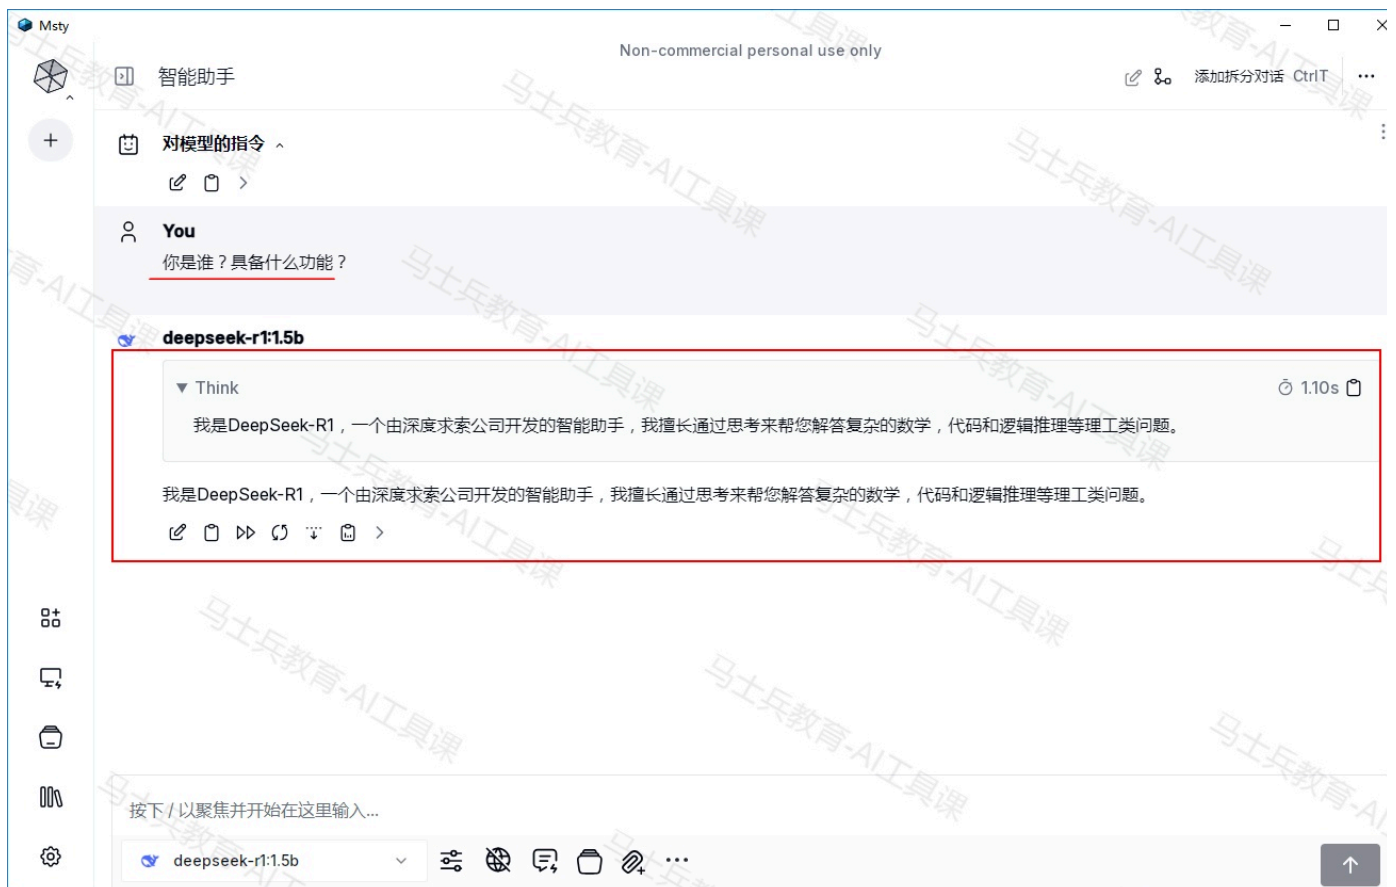 Msty
Non-commercial personal use only
智能助手
添加拆分对话 CtrlT
对模型的指令
You
你是谁？具备什么功能？
deepseek-r1:1.5b
Think
1.10s
我是DeepSeek-R1，一个由深度求索公司开发的智能助手，我擅长通过思考来帮您解答复杂的数学，代码和逻辑推理等理工类问题。
我是DeepSeek-R1，一个由深度求索公司开发的智能助手，我擅长通过思考来帮您解答复杂的数学，代码和逻辑推理等理工类问题。
按下 / 以聚焦并开始在这里输入...
deepseek-r1:1.5b
马士兵教育-AI工具课